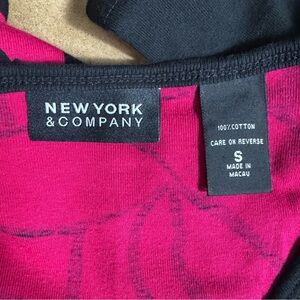 NEW YORK
& COMPANY
100% COTTON
CARE ON REVERSE
S
MADE IN
MACAU